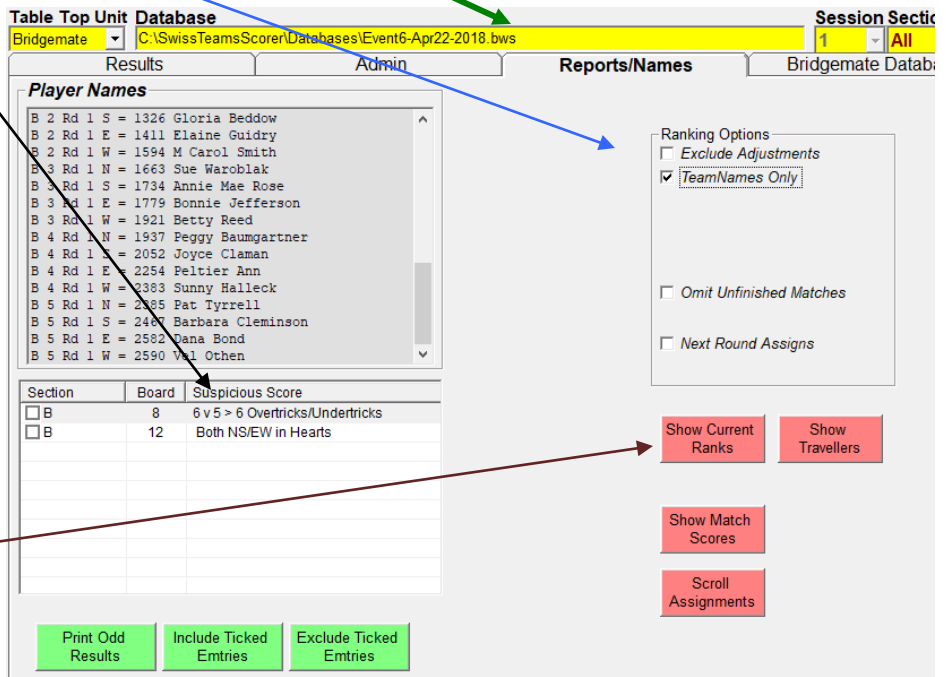 Table Top Unit Database Session Sectio
Bridgemate C:\SwissTeamsScorer\Databases\Event6-Apr22-2018.bws 1 All
Results Admin Reports/Names Bridgemate Databa
Player Names
B 2 Rd 1 S = 1326 Gloria Beddow
B 2 Rd 1 E = 1411 Elaine Guidry
B 2 Rd 1 W = 1594 M Carol Smith
B 3 Rd 1 N = 1663 Sue Waroblak
B 3 Rd 1 S = 1734 Annie Mae Rose
B 3 Rd 1 E = 1779 Bonnie Jefferson
B 3 Rd 1 W = 1921 Betty Reed
B 4 Rd 1 N = 1937 Peggy Baumgartner
B 4 Rd 1 S = 2052 Joyce Claman
B 4 Rd 1 E = 2254 Peltier Ann
B 4 Rd 1 W = 2383 Sunny Halleck
B 5 Rd 1 N = 2385 Pat Tyrrell
B 5 Rd 1 S = 2467 Barbara Cleminson
B 5 Rd 1 E = 2582 Dana Bond
B 5 Rd 1 W = 2590 Val Othen
Ranking Options
Exclude Adjustments
TeamNames Only
Omit Unfinished Matches
Next Round Assigns
Section Board Suspicious Score
B 8 6 v 5 > 6 Overtricks/Undertricks
B 12 Both NS/EW in Hearts
Show Current
Ranks
Show
Travellers
Show Match
Scores
Scroll
Assignments
Print Odd
Results
Include Ticked
Emtries
Exclude Ticked
Emtries